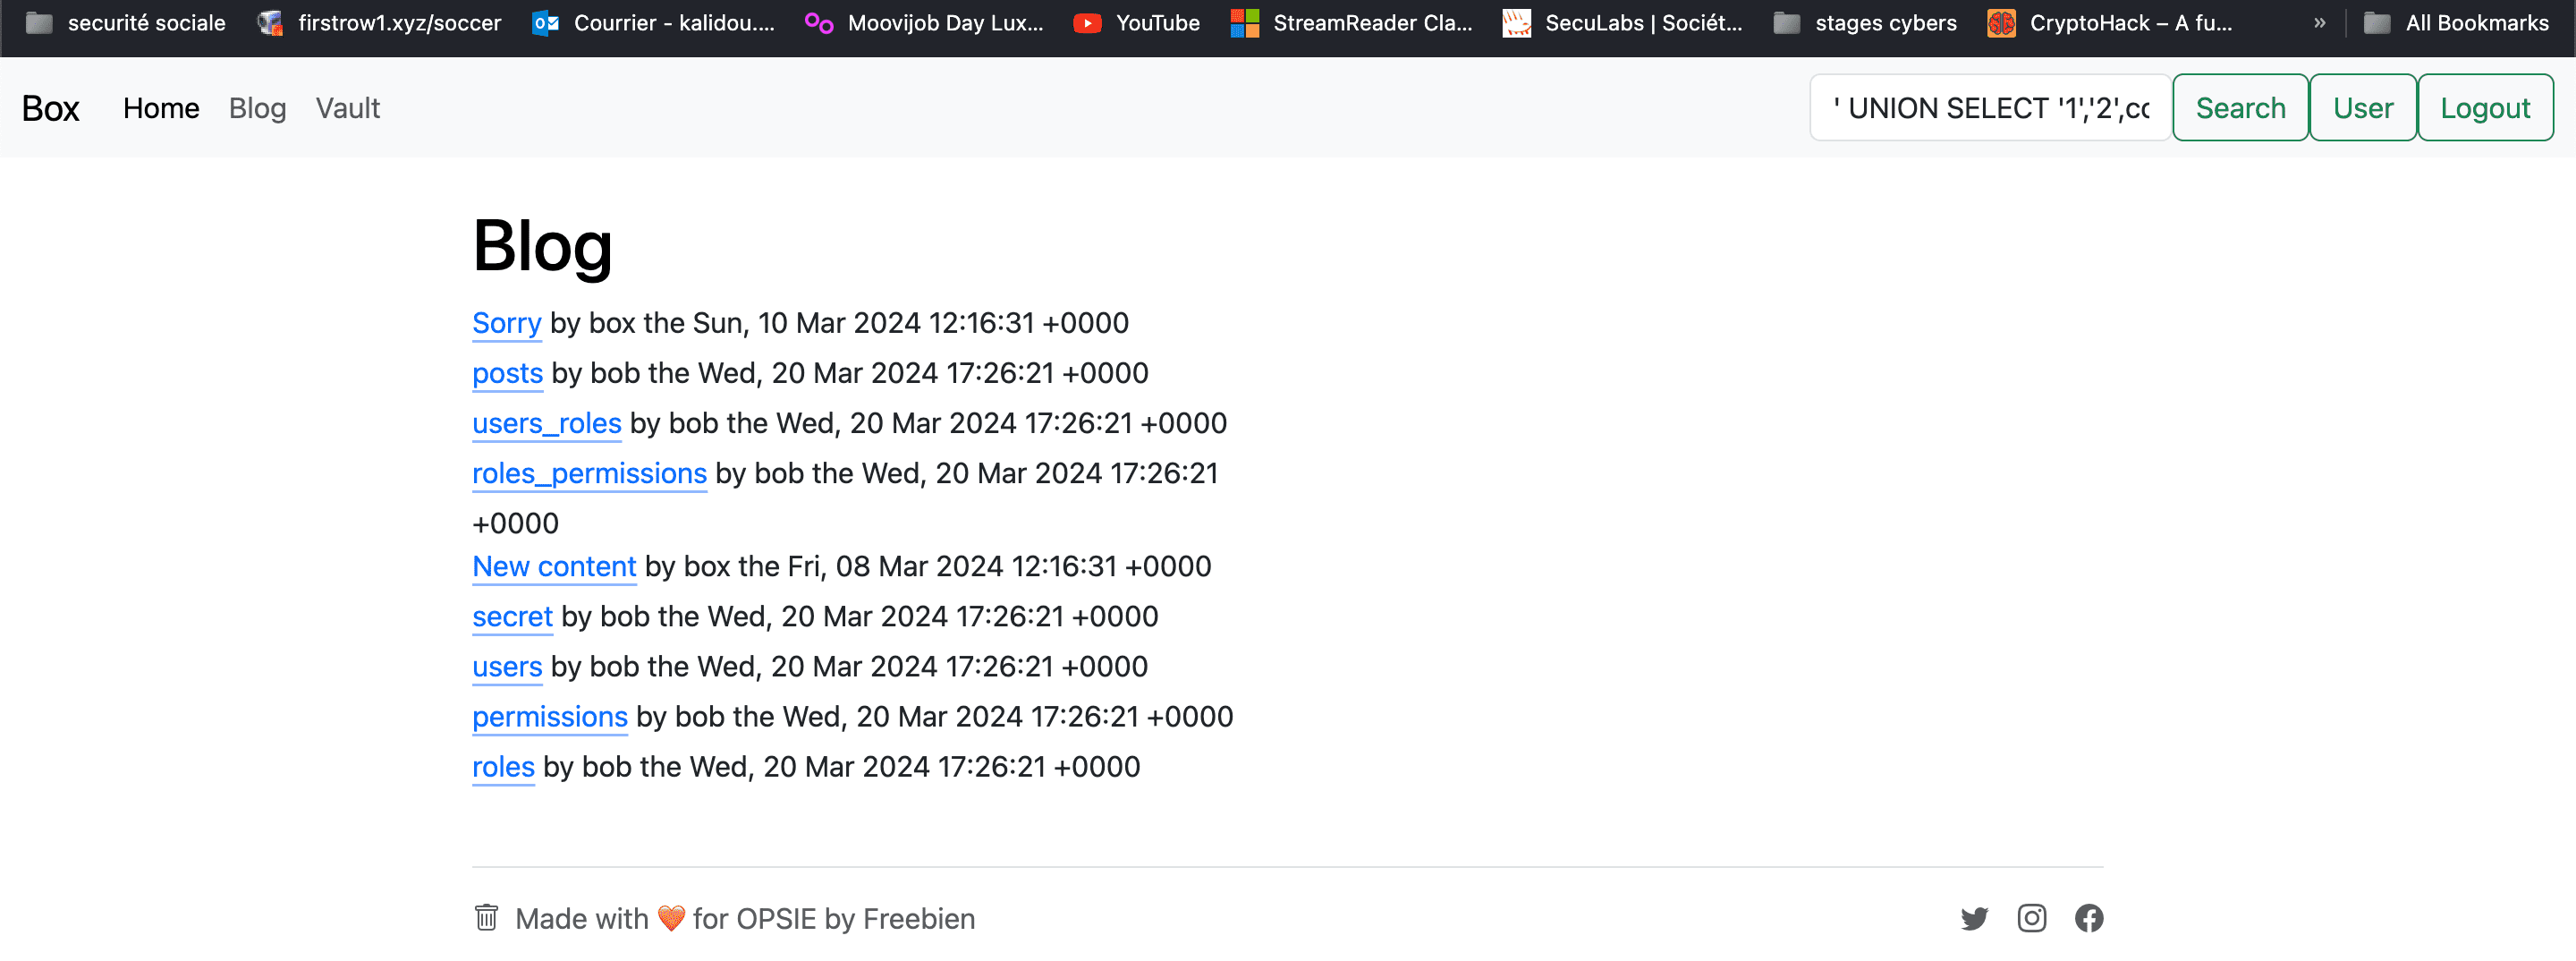 securité sociale firstrow1.xyz/soccer Courrier - kalidou.... Moovijob Day Lux... YouTube StreamReader Cla... SecuLabs | Sociét... stages cybers CryptoHack – A fu... » All Bookmarks
Box Home Blog Vault ' UNION SELECT '1','2',co Search User Logout
Blog
Sorry by box the Sun, 10 Mar 2024 12:16:31 +0000
posts by bob the Wed, 20 Mar 2024 17:26:21 +0000
users_roles by bob the Wed, 20 Mar 2024 17:26:21 +0000
roles_permissions by bob the Wed, 20 Mar 2024 17:26:21
+0000
New content by box the Fri, 08 Mar 2024 12:16:31 +0000
secret by bob the Wed, 20 Mar 2024 17:26:21 +0000
users by bob the Wed, 20 Mar 2024 17:26:21 +0000
permissions by bob the Wed, 20 Mar 2024 17:26:21 +0000
roles by bob the Wed, 20 Mar 2024 17:26:21 +0000
Made with 🧡 for OPSIE by Freebien